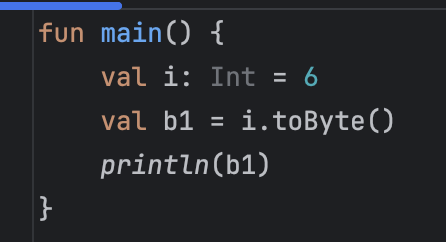 fun main() {
    val i: Int = 6
    val b1 = i.toByte()
    println(b1)
}